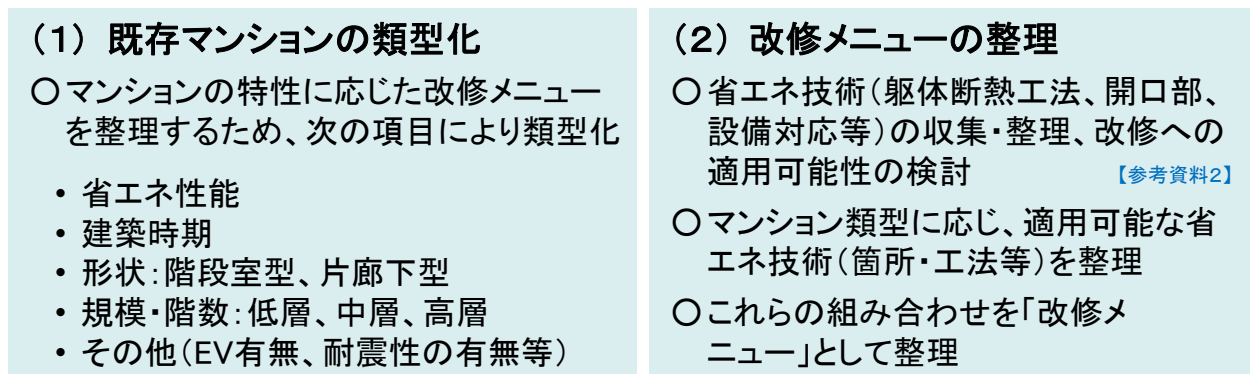 （１） 既存マンションの類型化
○マンションの特性に応じた改修メニュー
を整理するため、次の項目により類型化
• 省エネ性能
• 建築時期
• 形状：階段室型、片廊下型
• 規模・階数：低層、中層、高層
• その他（EV有無、耐震性の有無等）
（２） 改修メニューの整理
○省エネ技術（躯体断熱工法、開口部、
設備対応等）の収集・整理、改修への
適用可能性の検討 【参考資料２】
○マンション類型に応じ、適用可能な省
エネ技術（箇所・工法等）を整理
○これらの組み合わせを「改修メ
ニュー」として整理